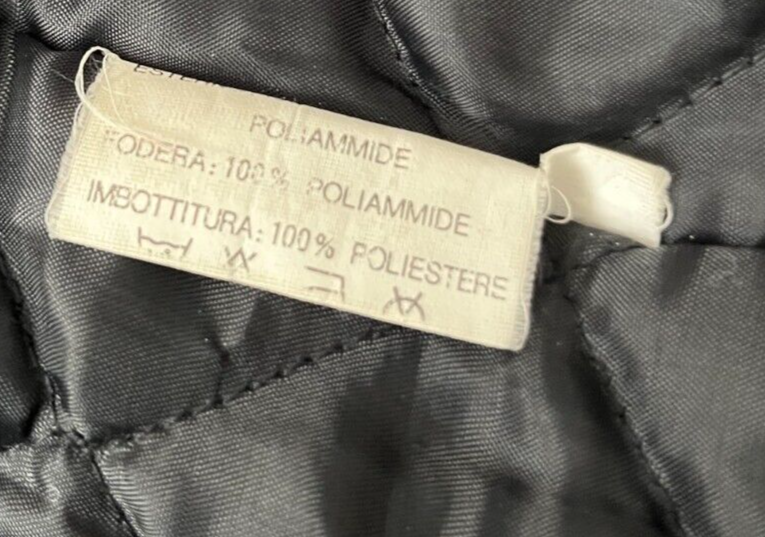 POLIAMMIDE
FODERA: 100% POLIAMMIDE
IMBOTTITURA: 100% POLIESTERE